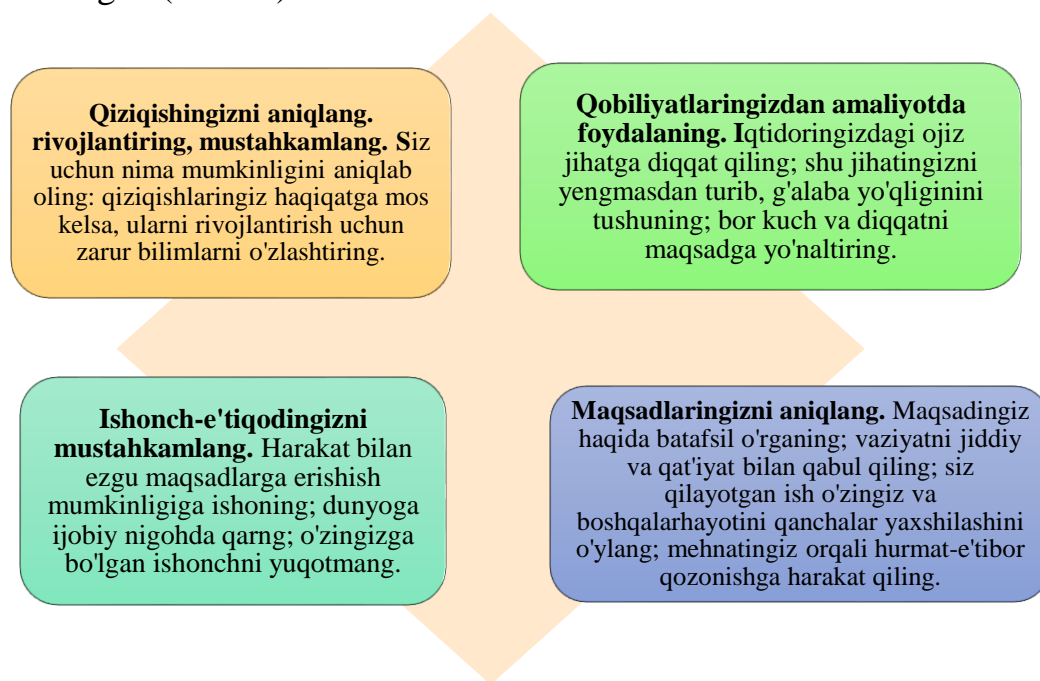 Qiziqishingizni aniqlang.
rivojlantiring, mustahkamlang. Siz
uchun nima mumkinligini aniqlab
oling: qiziqishlaringiz haqiqatga mos
kelsa, ularni rivojlantirish uchun
zarur bilimlarni o'zlashtiring.
Qobiliyatlaringizdan amaliyotda
foydalaning. Iqtidoringizdagi ojiz
jihatga diqqat qiling; shu jihatingizni
yengmasdan turib, g'alaba yo'qliginini
tushuning; bor kuch va diqqatni
maqsadga yo'naltiring.
Ishonch-e'tiqodingizni
mustahkamlang. Harakat bilan
ezgu maqsadlarga erishish
mumkinligiga ishoning; dunyoga
ijobiy nigohda qarng; o'zingizga
bo'lgan ishonchni yuqotmang.
Maqsadlaringizni aniqlang. Maqsadingiz
haqida batafsil o'rganing; vaziyatni jiddiy
va qat'iyat bilan qabul qiling; siz
qilayotgan ish o'zingiz va
boshqalarhayotini qanchalar yaxshilashini
o'ylang; mehnatingiz orqali hurmat-e'tibor
qozonishga harakat qiling.